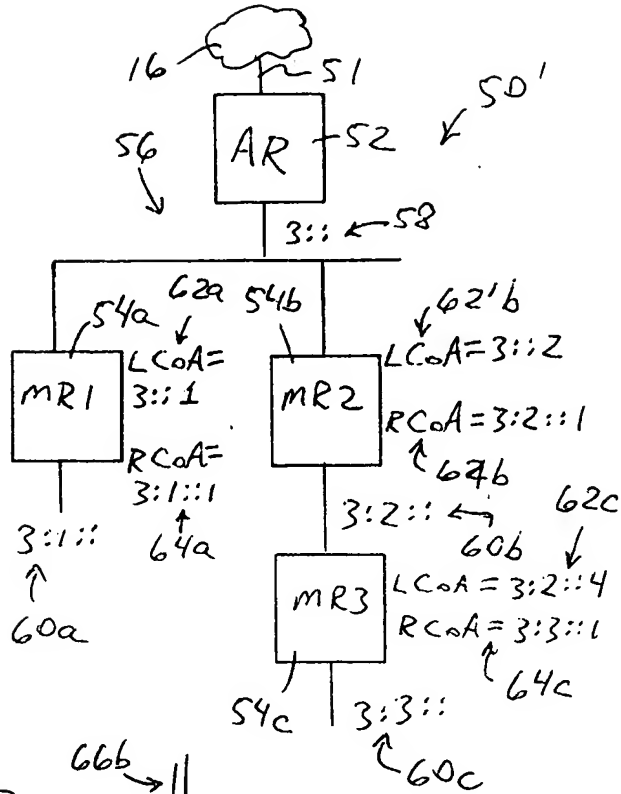 16
51
50'
AR
52
56
3::
58
62a
54b
62'b
54a
LCoA=
3::1
LCoA=3::2
MR1
MR2
RCoA=
3:1::1
RCoA=3:2::1
64b
62c
3:1::
64a
3:2::
60b
60a
MR3
LCoA = 3:2::4
RCoA = 3:3::1
64c
54c
3:3::
66b
60c